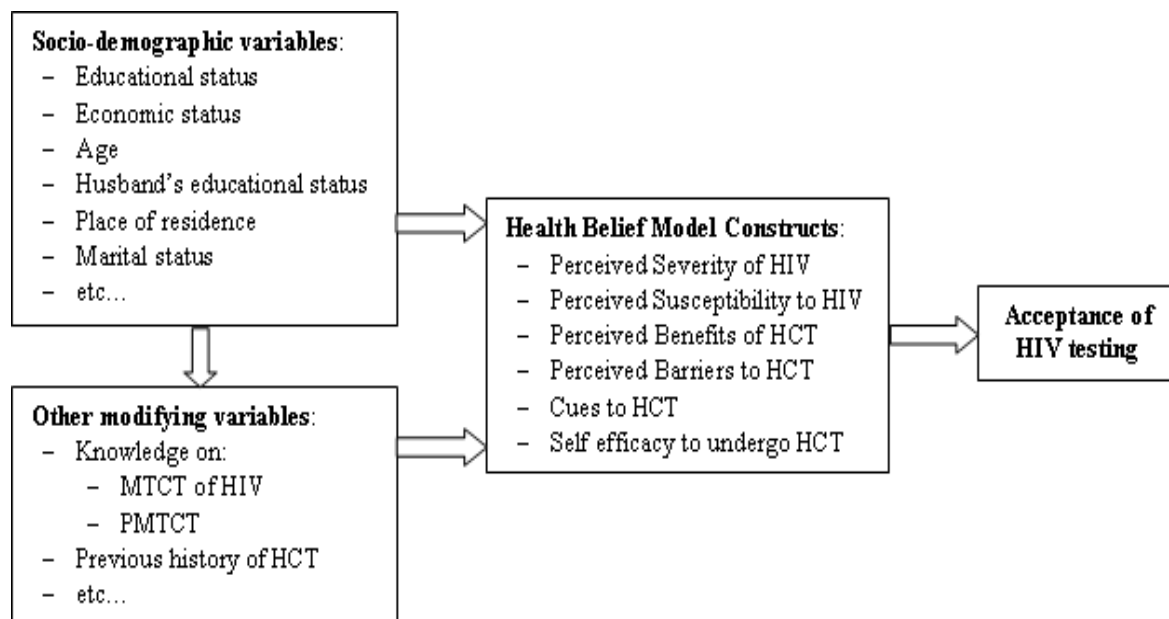 Socio-demographic variables:
– Educational status
– Economic status
– Age
– Husband's educational status
– Place of residence
– Marital status
– etc...
Other modifying variables:
– Knowledge on:
– MTCT of HIV
– PMTCT
– Previous history of HCT
– etc...
Health Belief Model Constructs:
– Perceived Severity of HIV
– Perceived Susceptibility to HIV
– Perceived Benefits of HCT
– Perceived Barriers to HCT
– Cues to HCT
– Self efficacy to undergo HCT
Acceptance of
HIV testing